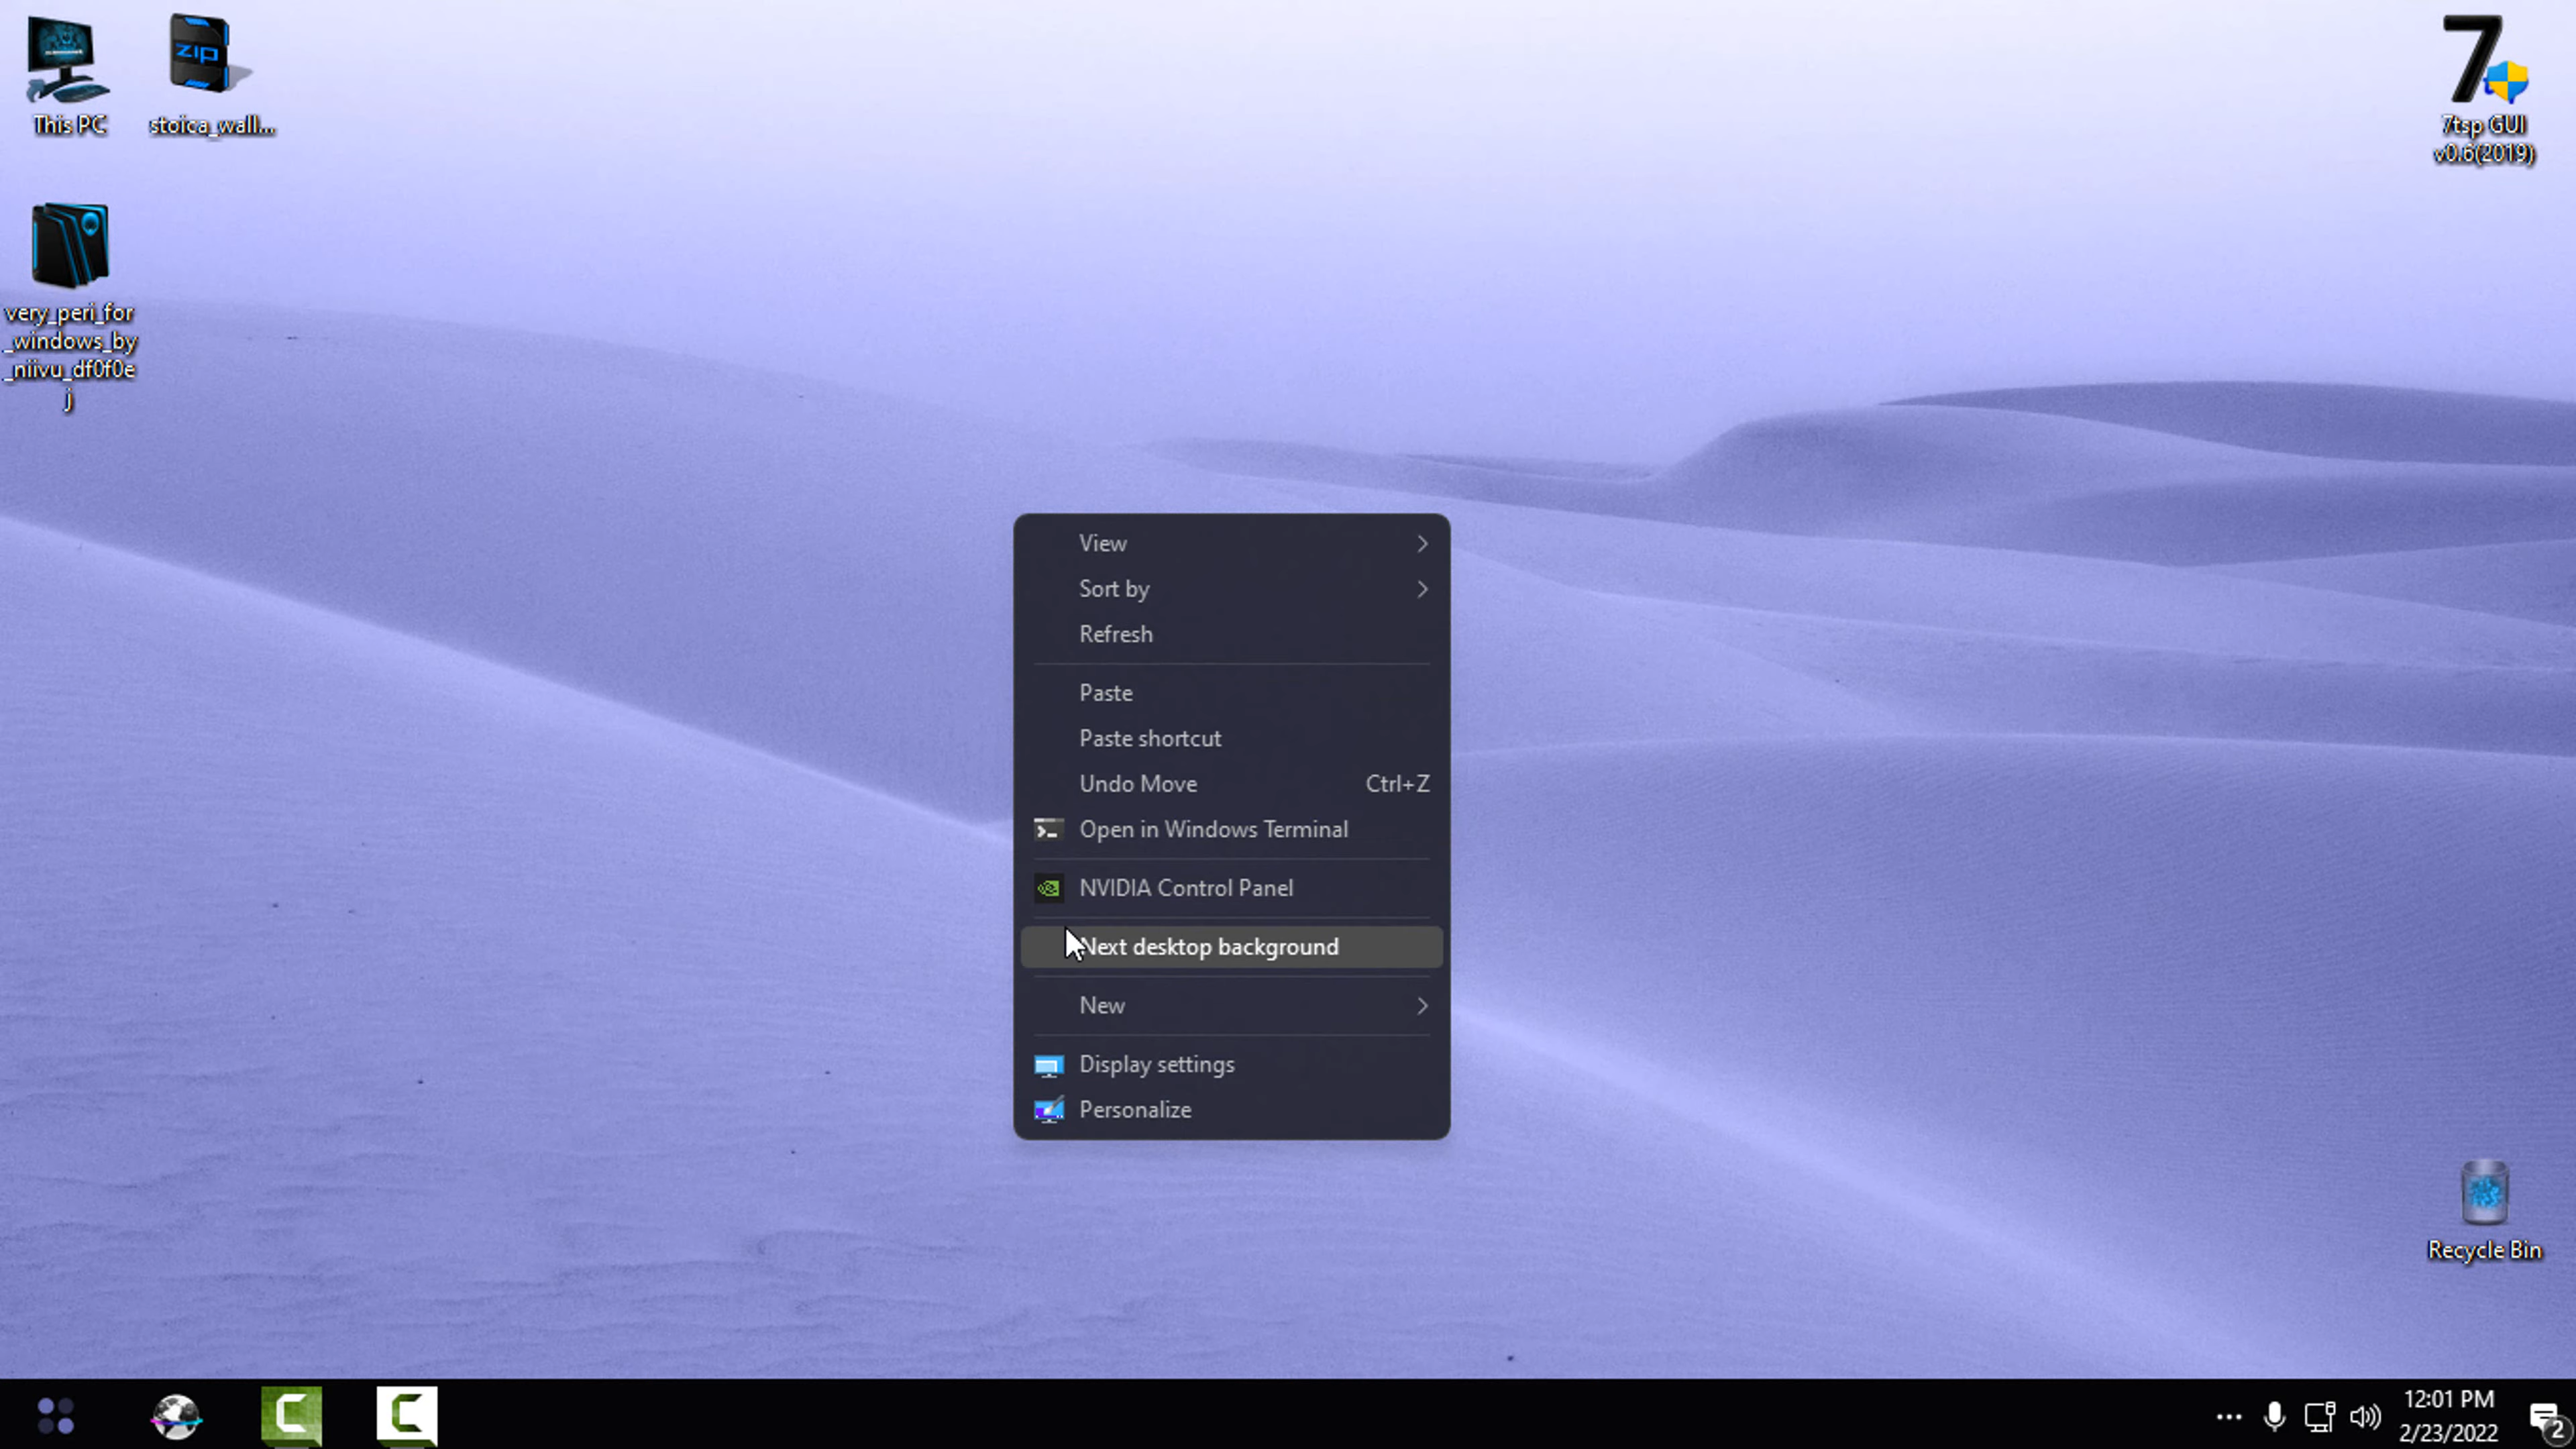 This PC
zip
stoica_wall...
very_peri_for
_windows_by
_niivu_df0f0e
j
7
7tsp GUI
v0.6(2019)
View
Sort by
Refresh
Paste
Paste shortcut
Undo Move Ctrl+Z
Open in Windows Terminal
NVIDIA Control Panel
Next desktop background
New
Display settings
Personalize
Recycle Bin
C
C
12:01 PM
2/23/2022
2